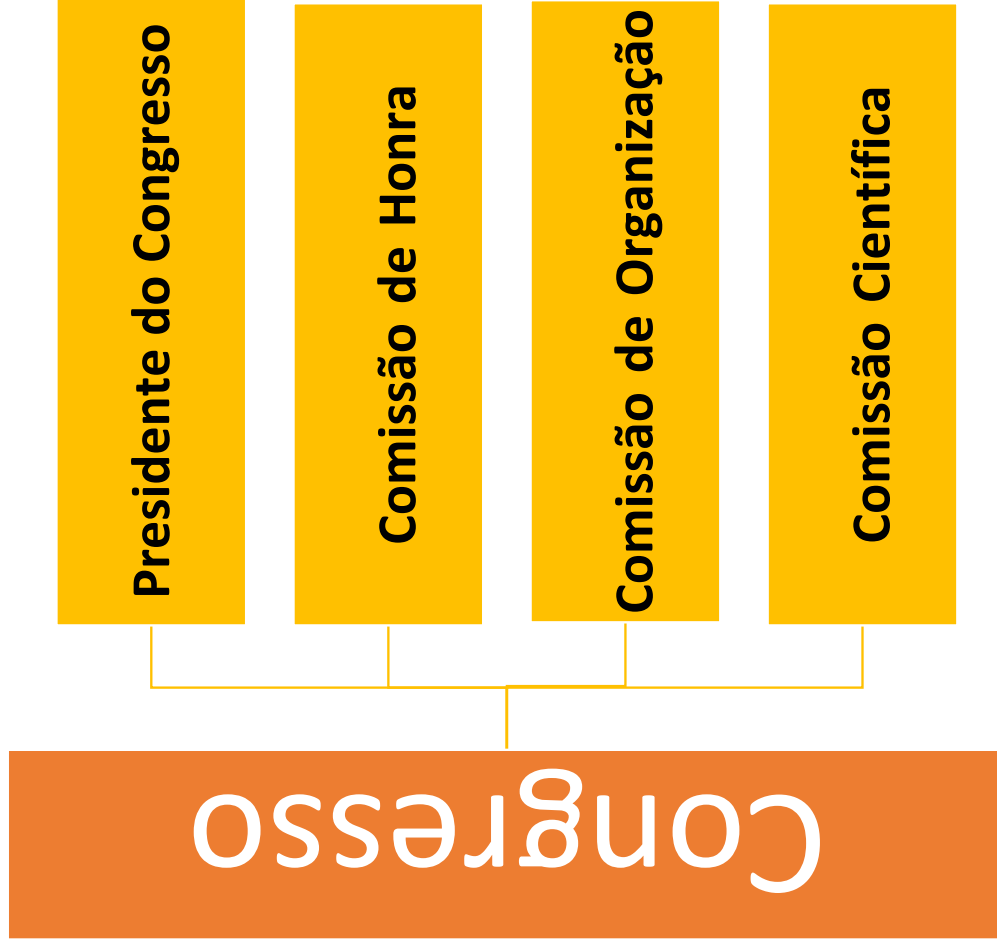 Presidente do Congresso
Comissão de Honra
Comissão de Organização
Comissão Científica
Congresso